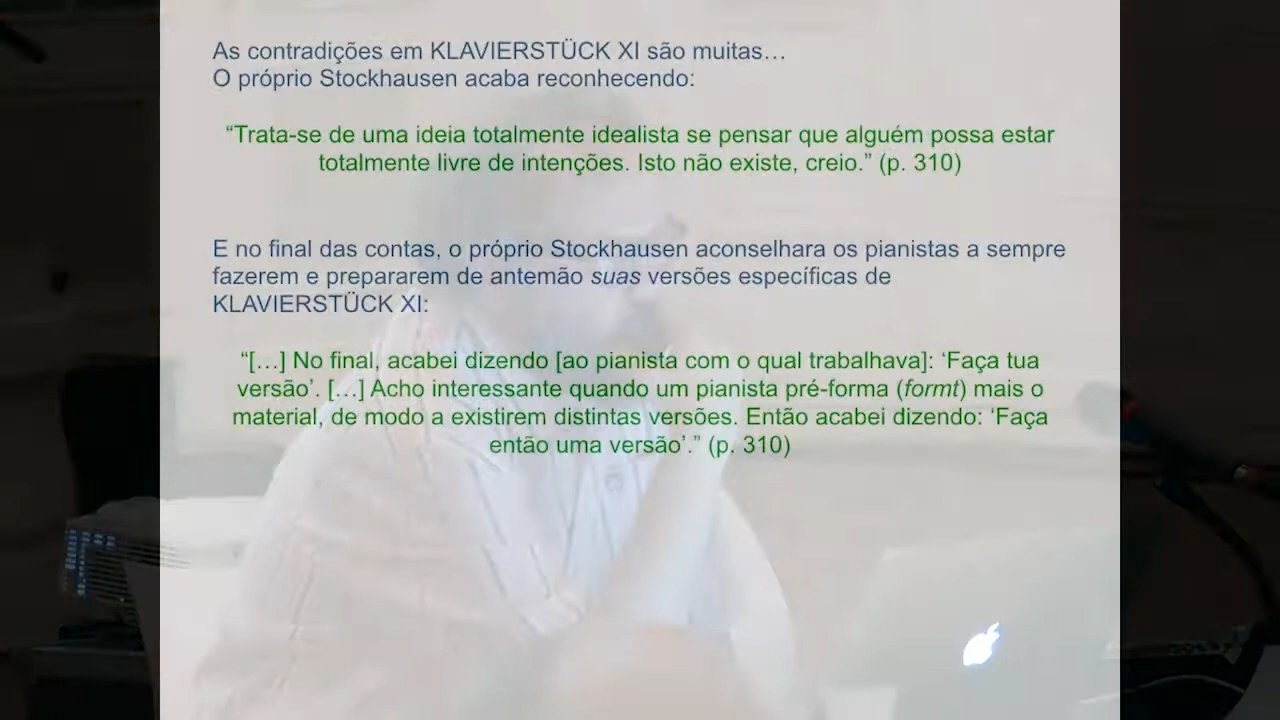 As contradições em KLAVIERSTÜCK XI são muitas…
O próprio Stockhausen acaba reconhecendo:
“Trata-se de uma ideia totalmente idealista se pensar que alguém possa estar
totalmente livre de intenções. Isto não existe, creio.” (p. 310)
E no final das contas, o próprio Stockhausen aconselhara os pianistas a sempre
fazerem e prepararem de antemão suas versões específicas de
KLAVIERSTÜCK XI:
“[…] No final, acabei dizendo [ao pianista com o qual trabalhava]: ‘Faça tua
versão’. […] Acho interessante quando um pianista pré-forma (formt) mais o
material, de modo a existirem distintas versões. Então acabei dizendo: ‘Faça
então uma versão’.” (p. 310)